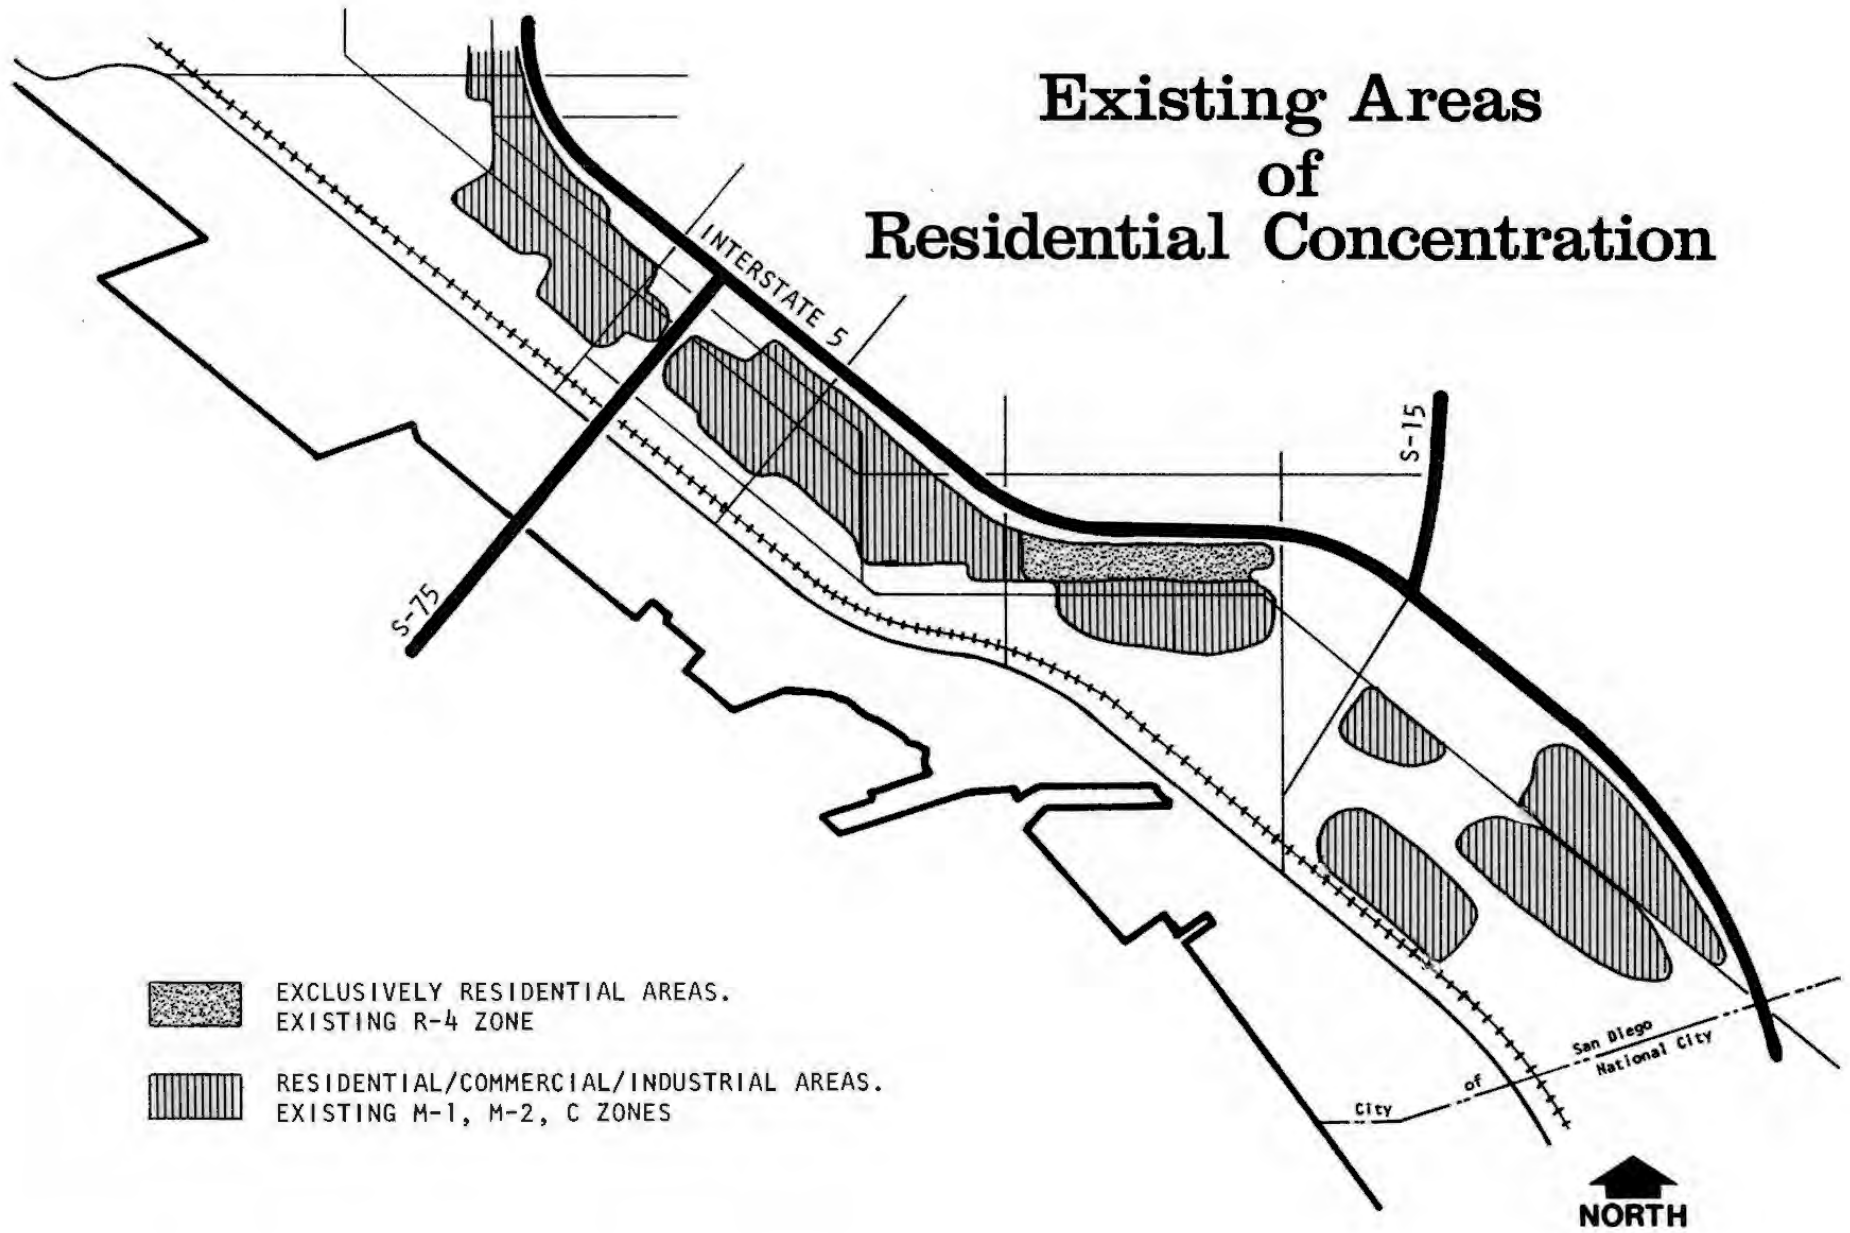 Existing Areas
of
Residential Concentration
INTERSTATE 5
S-15
S-75
EXCLUSIVELY RESIDENTIAL AREAS.
EXISTING R-4 ZONE
RESIDENTIAL/COMMERCIAL/INDUSTRIAL AREAS.
EXISTING M-1, M-2, C ZONES
San Diego
City of National City
NORTH